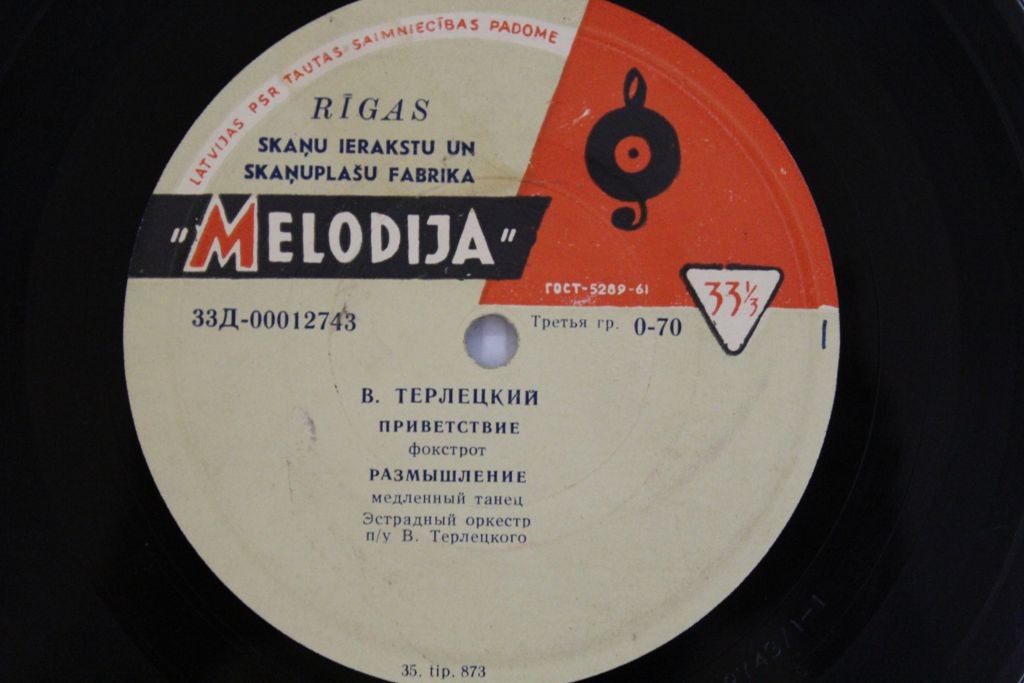 LATVIJAS PSR TAUTAS SAIMNIECĪBAS PADOME
RĪGAS
SKAŅU IERAKSTU UN
SKAŅUPLAŠU FABRIKA
"MELODIJA"
ГОСТ-5289-61
33⅓
33Д-00012743
Третья гр. 0-70
В. ТЕРЛЕЦКИЙ
ПРИВЕТСТВИЕ
фокстрот
РАЗМЫШЛЕНИЕ
медленный танец
Эстрадный оркестр
п/у В. Терлецкого
35. tip. 873